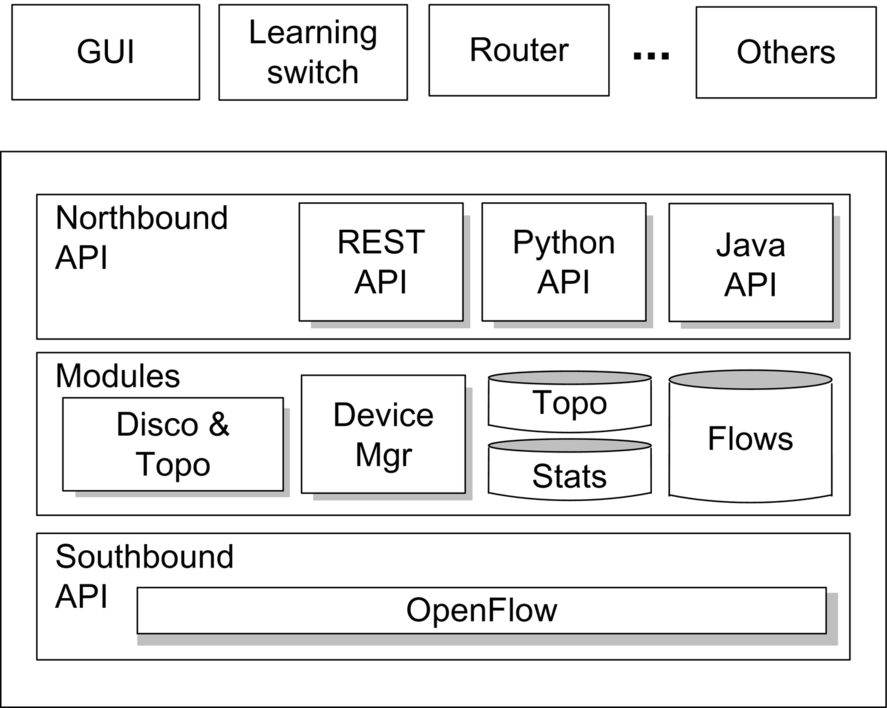 GUI
Learning
switch
Router
...
Others
Northbound
API
REST
API
Python
API
Java
API
Modules
Disco &
Topo
Device
Mgr
Topo
Stats
Flows
Southbound
API
OpenFlow